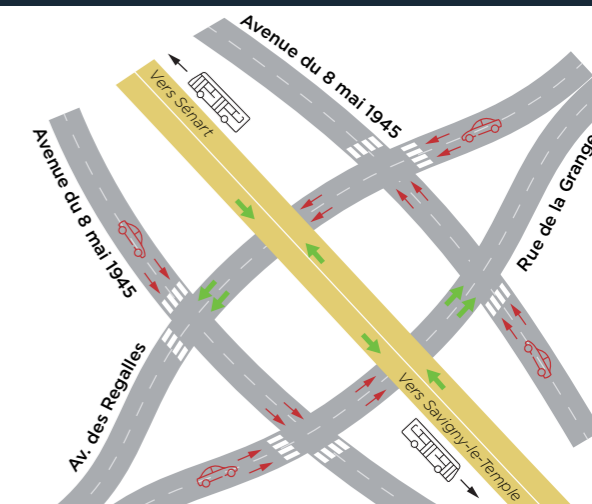 Avenue du 8 mai 1945
Vers Sénart
Avenue du 8 mai 1945
Rue de la Grange
Av. des Regalles
Vers Savigny-le-Temple